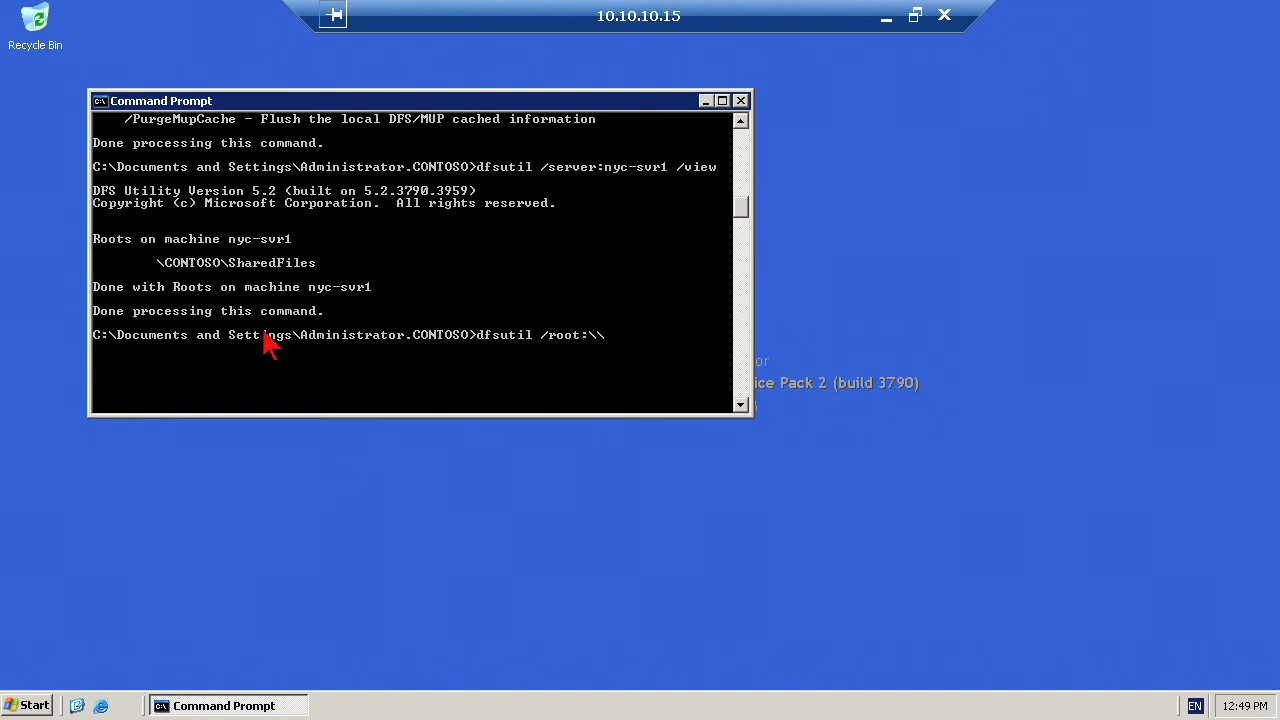 10.10.10.15
Recycle Bin
Command Prompt
/PurgeMupCache - Flush the local DFS/MUP cached information
Done processing this command.
C:\Documents and Settings\Administrator.CONTOSO>dfsutil /server:nyc-svr1 /view
DFS Utility Version 5.2 (built on 5.2.3790.3959)
Copyright (c) Microsoft Corporation.  All rights reserved.
Roots on machine nyc-svr1
\CONTOSO\SharedFiles
Done with Roots on machine nyc-svr1
Done processing this command.
C:\Documents and Settings\Administrator.CONTOSO>dfsutil /root:\\
or
ice Pack 2 (build 3790)
Start
Command Prompt
EN
12:49 PM